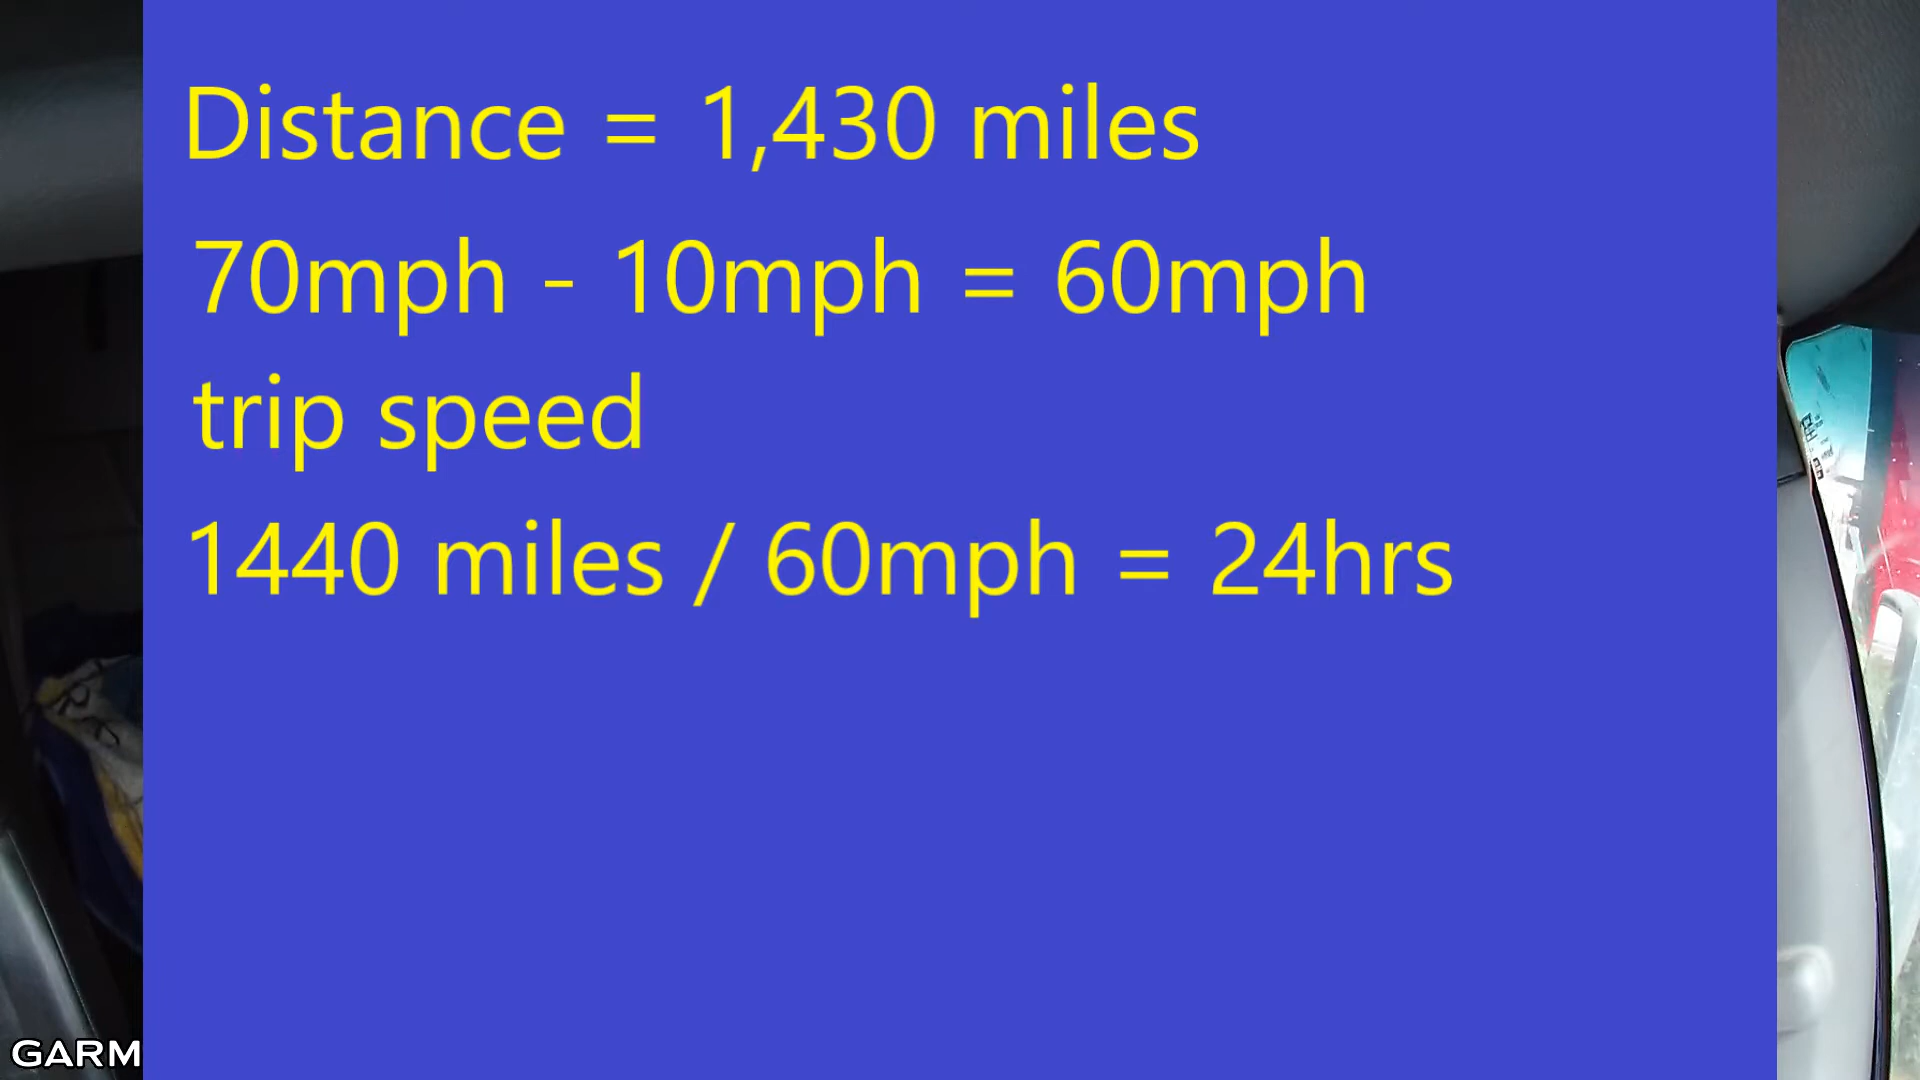 Distance = 1,430 miles
70mph - 10mph = 60mph
trip speed
1440 miles / 60mph = 24hrs
GARM